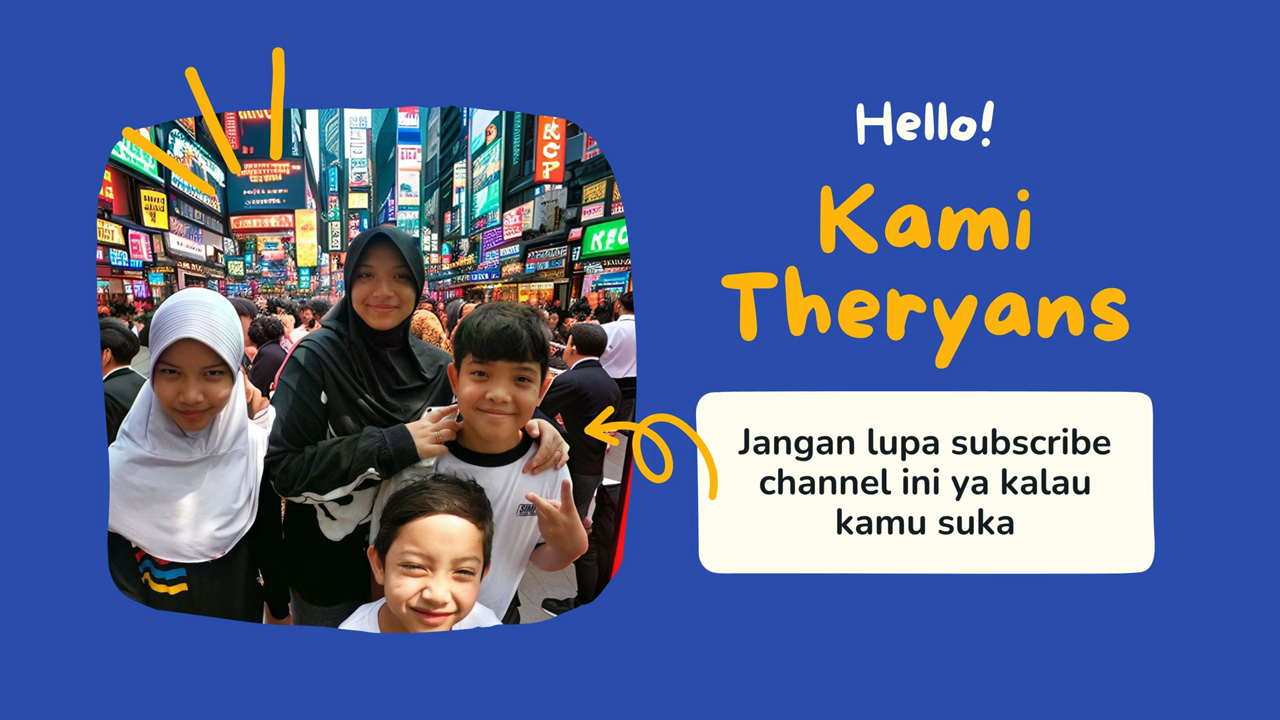 Hello!
Kami
Theryans
Jangan lupa subscribe
channel ini ya kalau
kamu suka